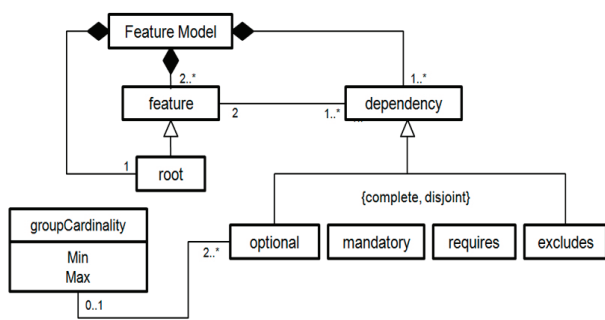 Feature Model
2..*
1..*
feature
2
1..*
dependency
1
root
{complete, disjoint}
groupCardinality
Min
Max
optional
mandatory
requires
excludes
2..*
0..1